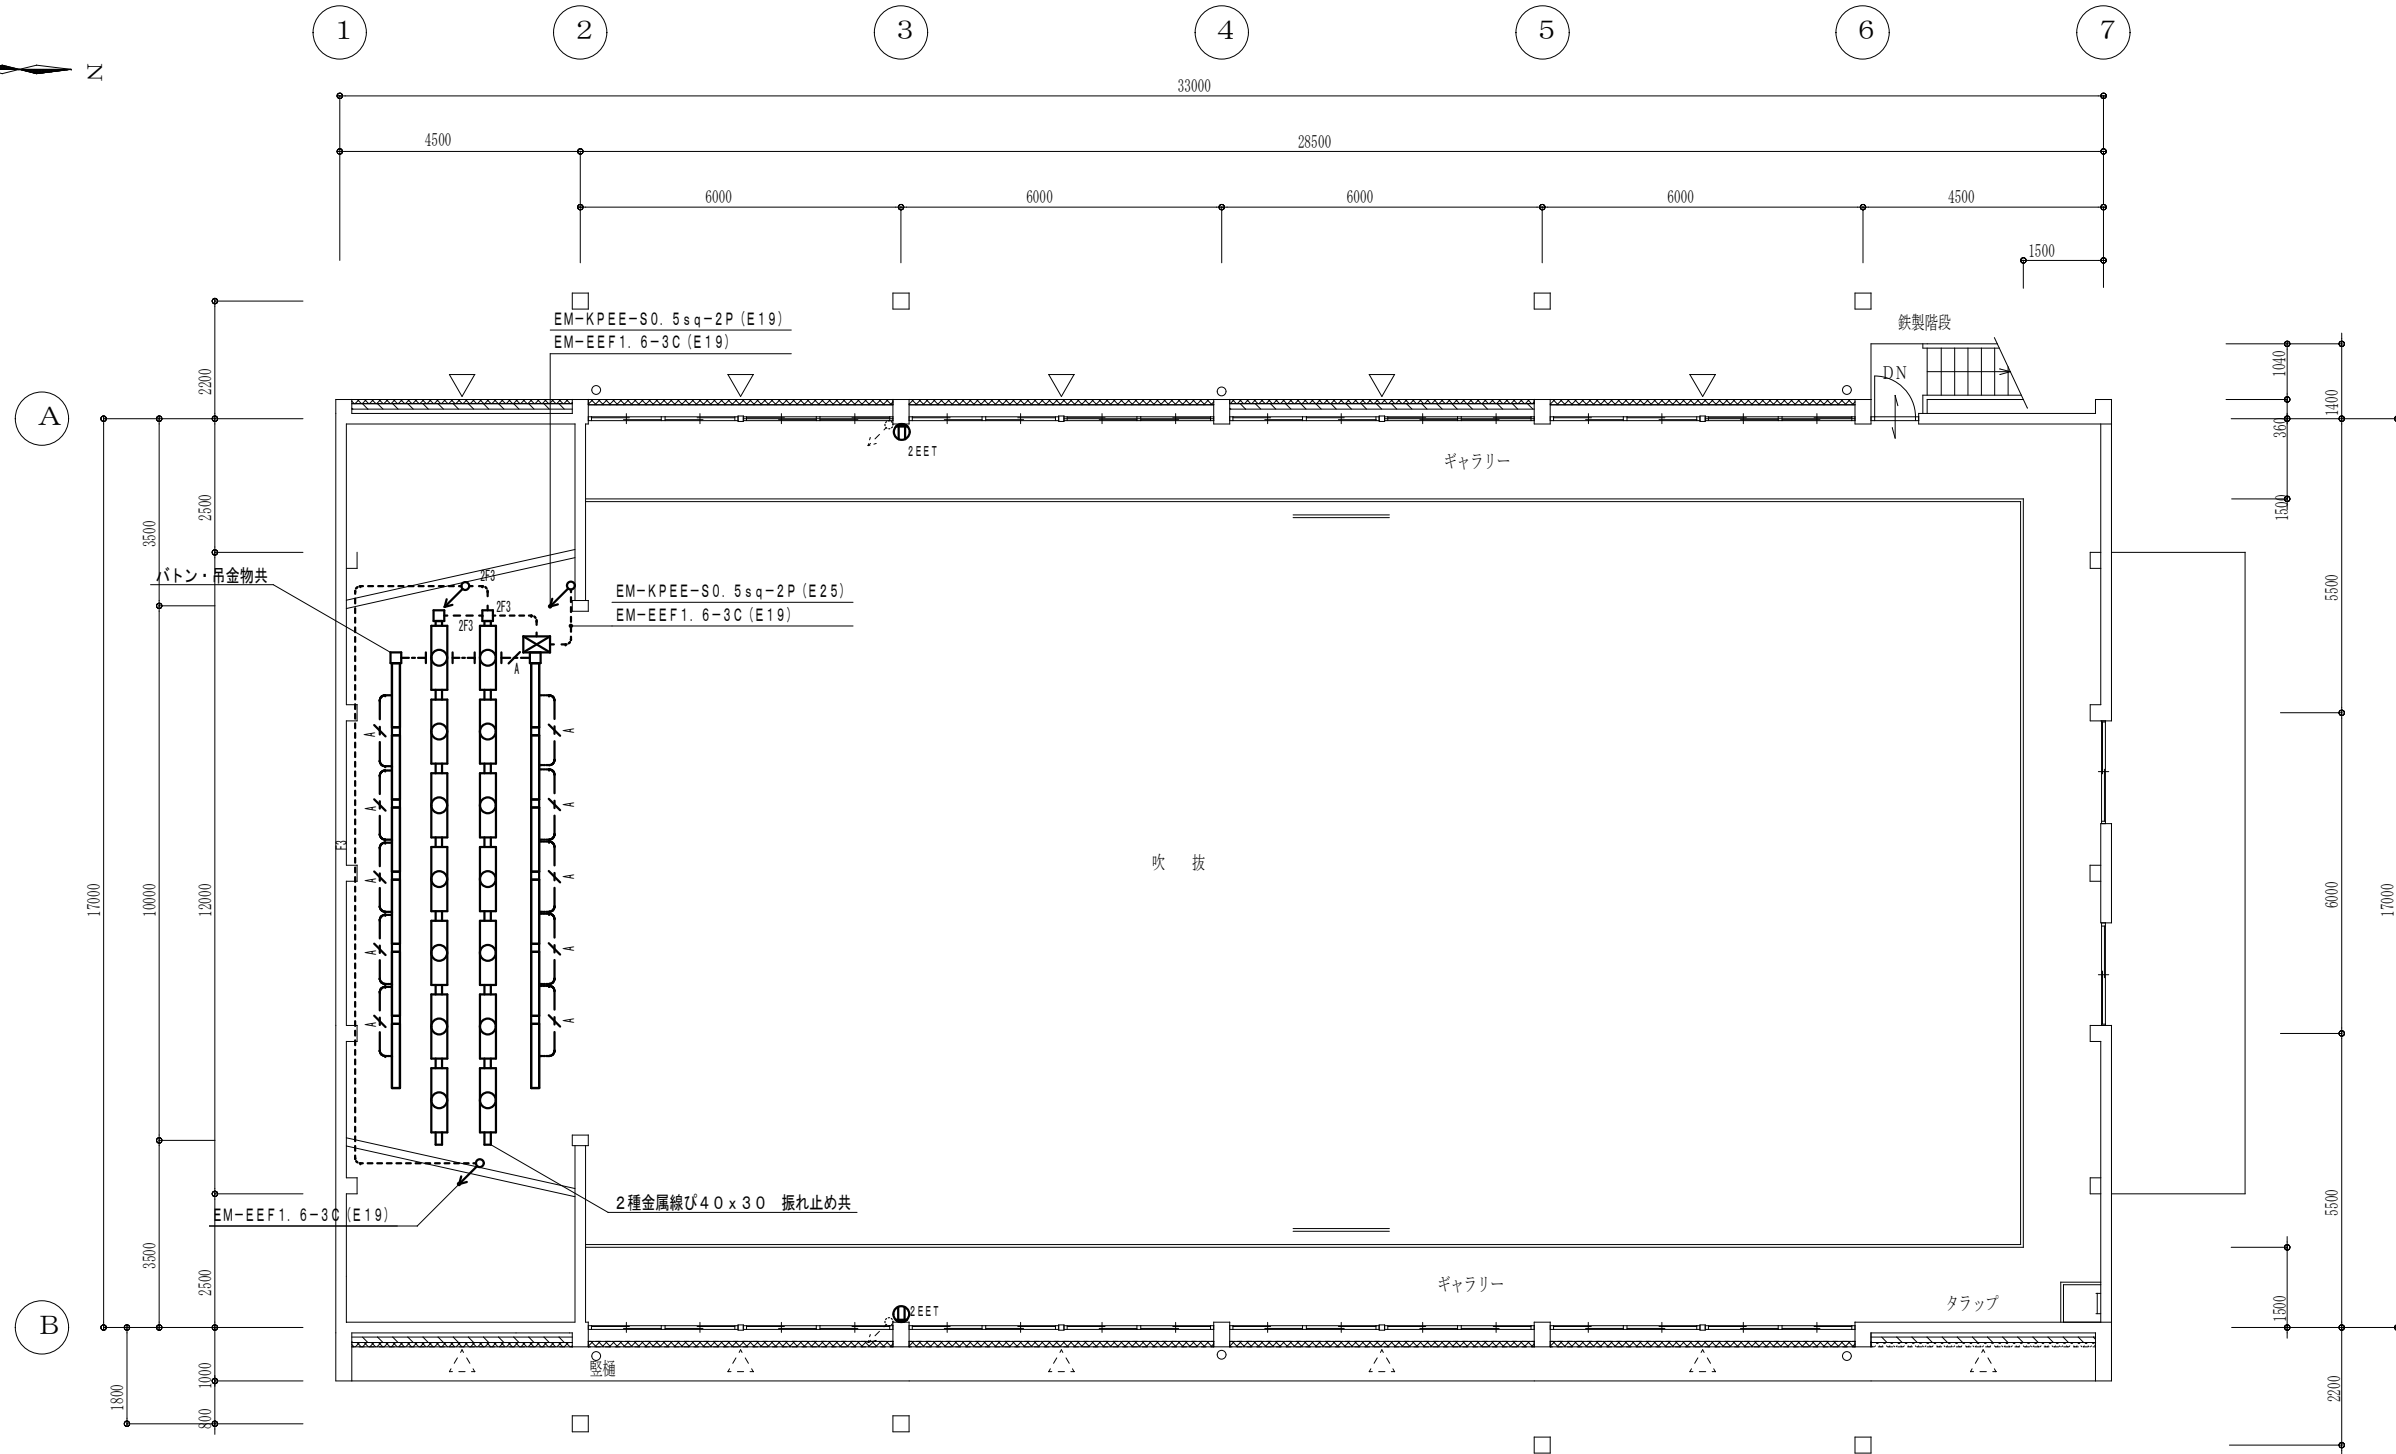 1
2
3
4
5
6
7
N
33000
4500
28500
6000
6000
6000
6000
4500
1500
EM-KPEE-S0.5sq-2P(E19)
EM-EEF1.6-3C(E19)
鉄製階段
DN
2200
1040
1400
360
1500
A
2EET
ギャラリー
2500
3500
バトン・吊金物共
2F3
2F3
2F3
EM-KPEE-S0.5sq-2P(E25)
EM-EEF1.6-3C(E19)
5500
A
A
A
A
A
A
A
A
A
A
A
F3
吹 抜
17000
10000
12000
6000
17000
2種金属線ぴ40x30 振れ止め共
EM-EEF1.6-3C(E19)
5500
3500
2500
ギャラリー
タラップ
1500
B
2EET
竪樋
1800
1000
800
2200